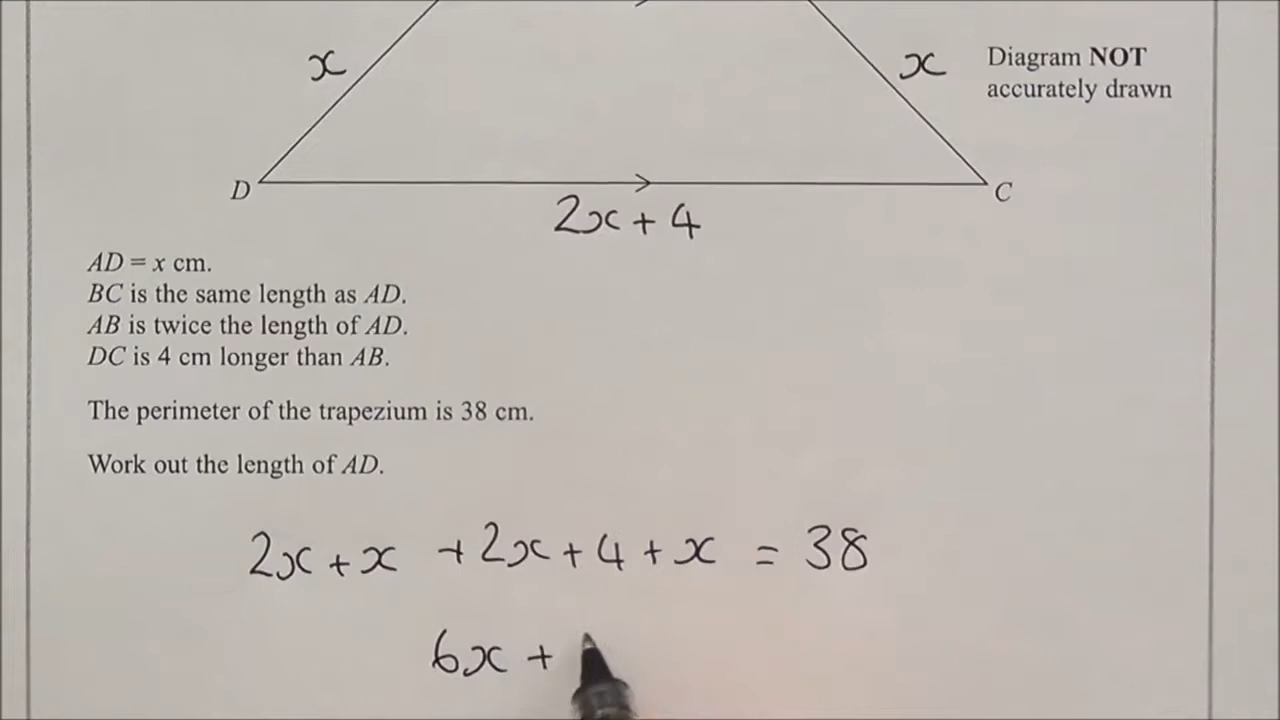 x
x
Diagram NOT
accurately drawn
D
C
2x + 4
AD = x cm.
BC is the same length as AD.
AB is twice the length of AD.
DC is 4 cm longer than AB.
The perimeter of the trapezium is 38 cm.
Work out the length of AD.
2x + x + 2x + 4 + x = 38
6x +